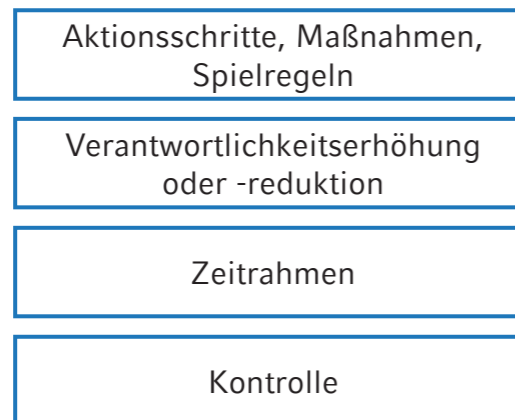 Aktionsschritte, Maßnahmen,
Spielregeln
Verantwortlichkeitserhöhung
oder -reduktion
Zeitrahmen
Kontrolle